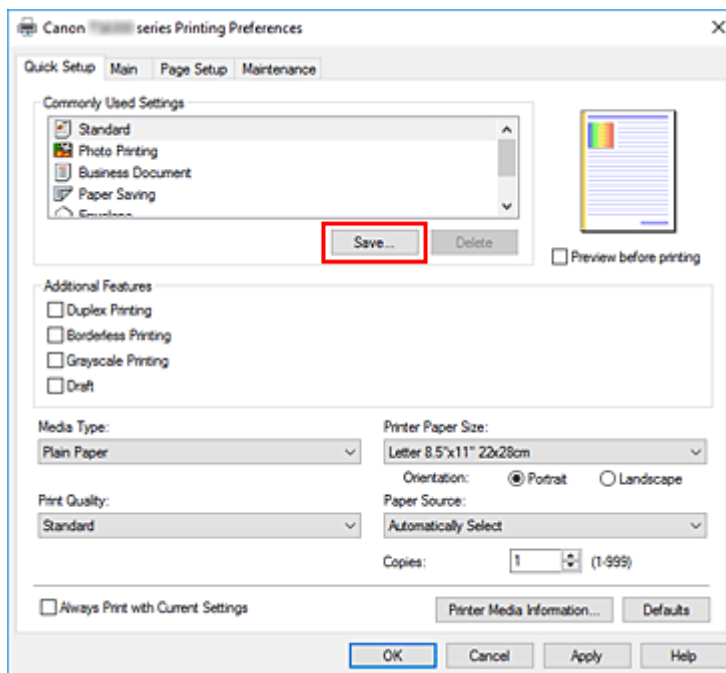 Canon series Printing Preferences
Quick Setup Main Page Setup Maintenance
Commonly Used Settings
Standard
Photo Printing
Business Document
Paper Saving
Save... Delete
Preview before printing
Additional Features
Duplex Printing
Borderless Printing
Grayscale Printing
Draft
Media Type: Printer Paper Size:
Plain Paper Letter 8.5"x11" 22x28cm
Orientation: Portrait Landscape
Print Quality: Paper Source:
Standard Automatically Select
Copies: 1 (1-999)
Always Print with Current Settings Printer Media Information... Defaults
OK Cancel Apply Help